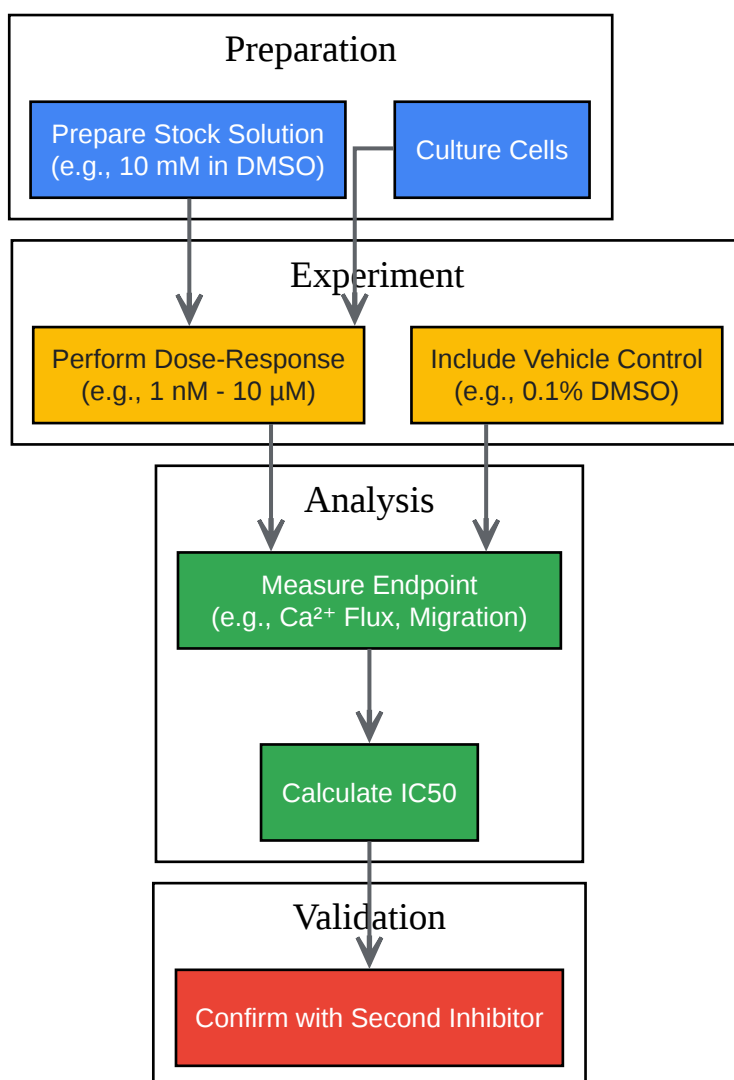 Preparation
Prepare Stock Solution
(e.g., 10 mM in DMSO)
Culture Cells
Experiment
Perform Dose-Response
(e.g., 1 nM - 10 µM)
Include Vehicle Control
(e.g., 0.1% DMSO)
Analysis
Measure Endpoint
(e.g., Ca²⁺ Flux, Migration)
Calculate IC50
Validation
Confirm with Second Inhibitor